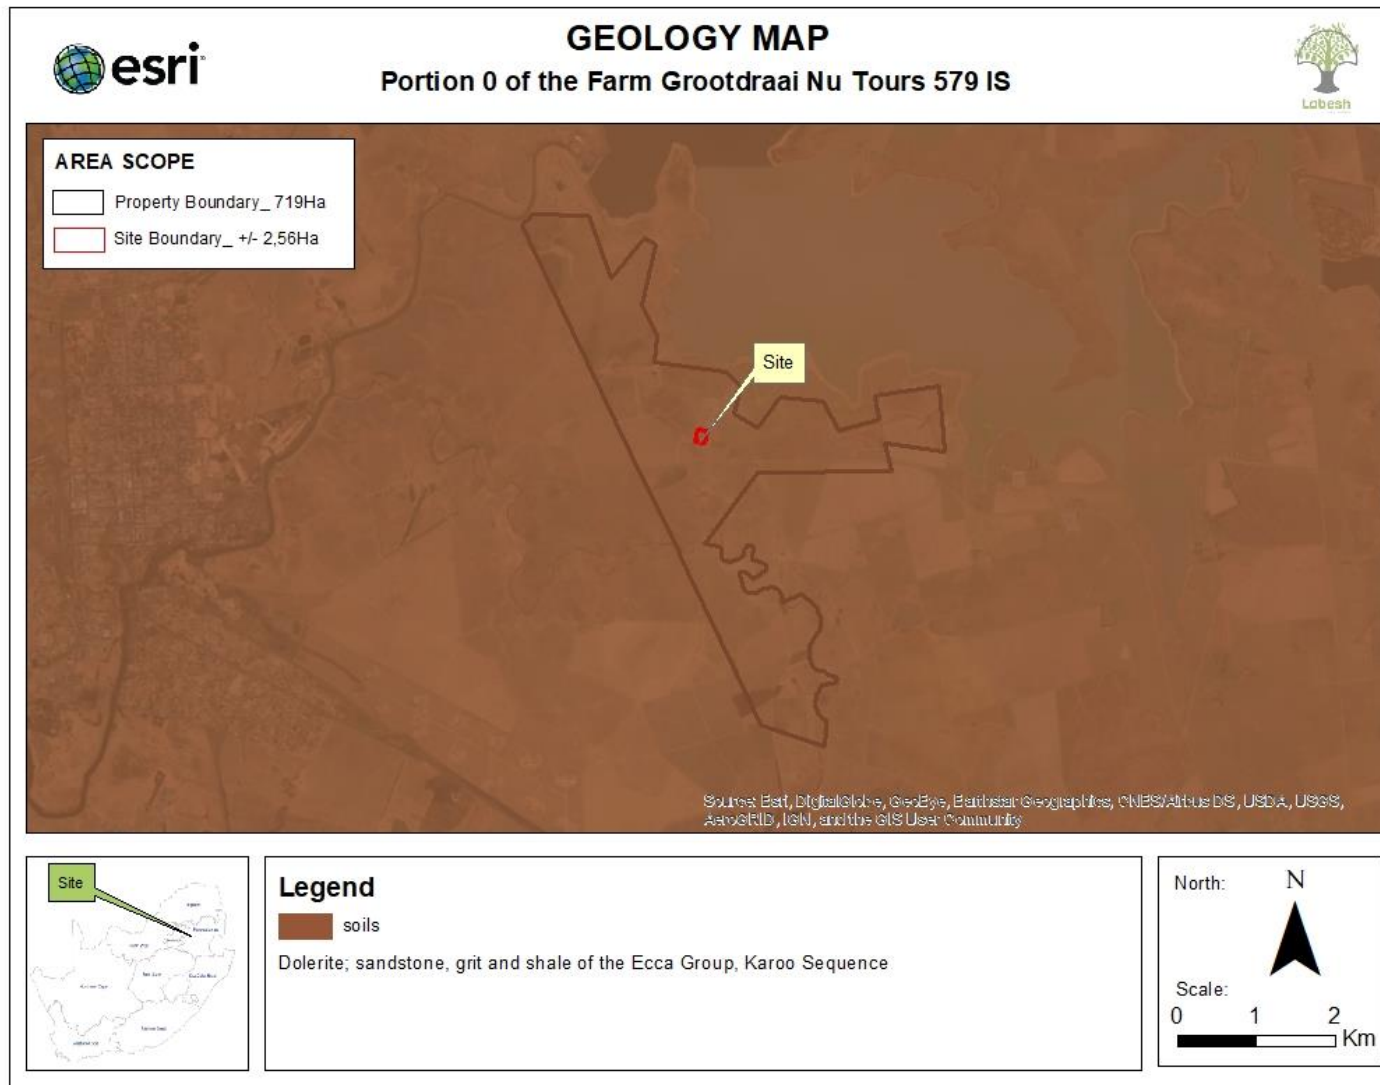 GEOLOGY MAP
Portion 0 of the Farm Grootdraai Nu Tours 579 IS
esri
Labesh
AREA SCOPE
Property Boundary_ 719Ha
Site Boundary_ +/- 2,56Ha
Site
Source: Esri, DigitalGlobe, GeoEye, Earthstar Geographics, CNES/Airbus DS, USDA, USGS,
AeroGRID, IGN, and the GIS User Community
Site
Legend
soils
Dolerite; sandstone, grit and shale of the Ecca Group, Karoo Sequence
North:
N
Scale:
0 1 2
Km